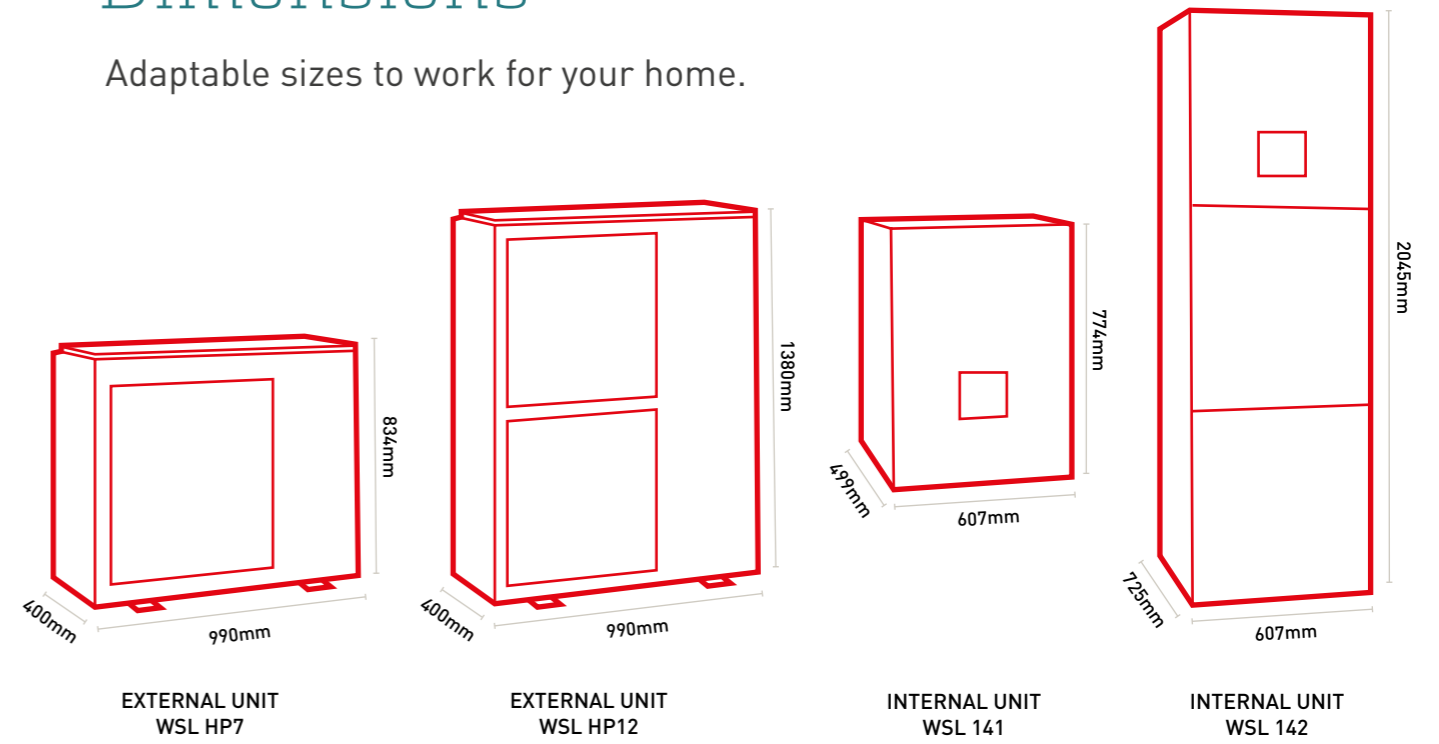 Dimensions
Adaptable sizes to work for your home.
834mm
400mm
990mm
EXTERNAL UNIT
WSL HP7
1380mm
400mm
990mm
EXTERNAL UNIT
WSL HP12
774mm
499mm
607mm
INTERNAL UNIT
WSL 141
2045mm
725mm
607mm
INTERNAL UNIT
WSL 142